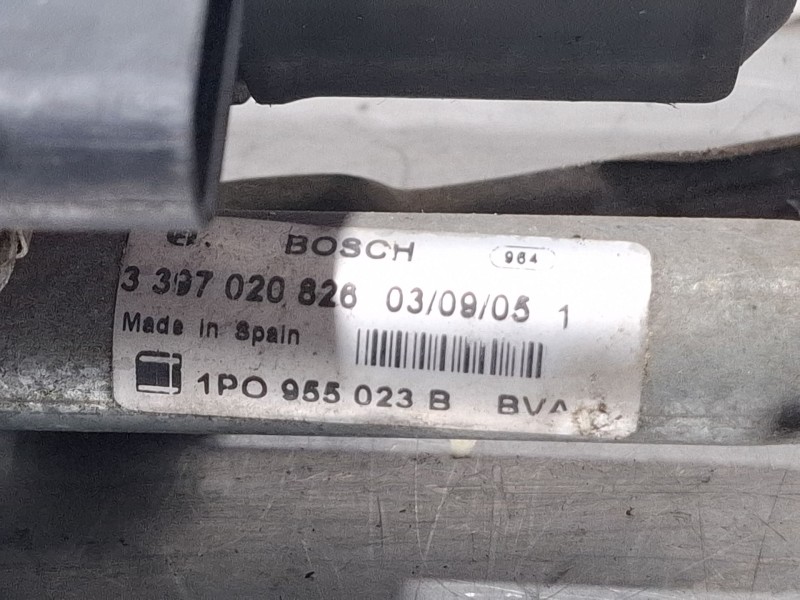 BOSCH 964
3 397 020 826 03/09/05 1
Made in Spain
1PO 955 023 B BVA